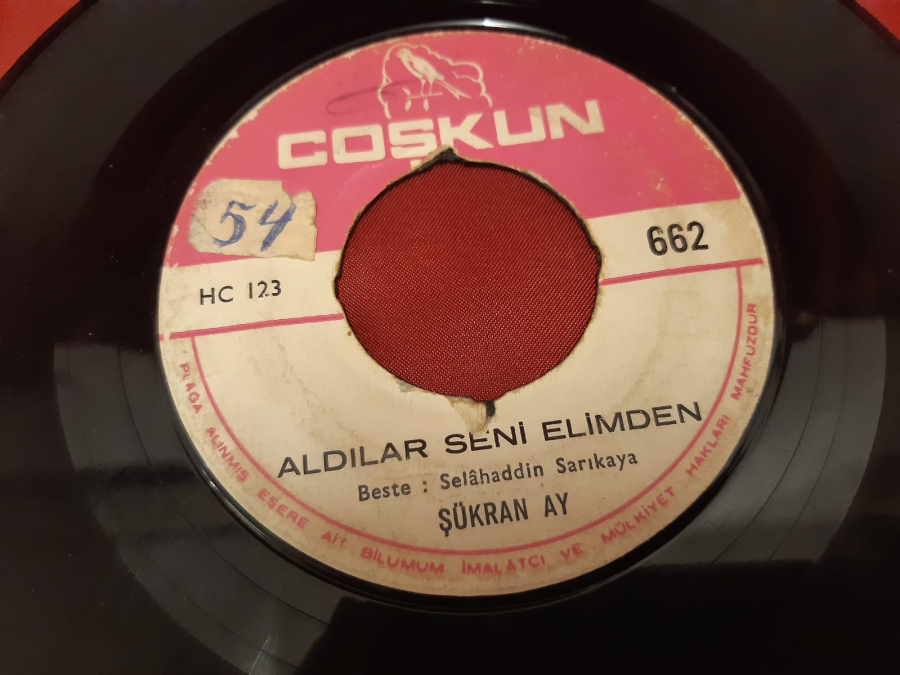 COŞKUN
54
662
HC 123
ALDILAR SENİ ELİMDEN
Beste : Selâhaddin Sarıkaya
ŞÜKRAN AY
PLÂĞA ALINMIŞ ESERE AİT BİLUMUM İMALÂTÇI VE MÜLKİYET HAKLARI MAHFUZDUR